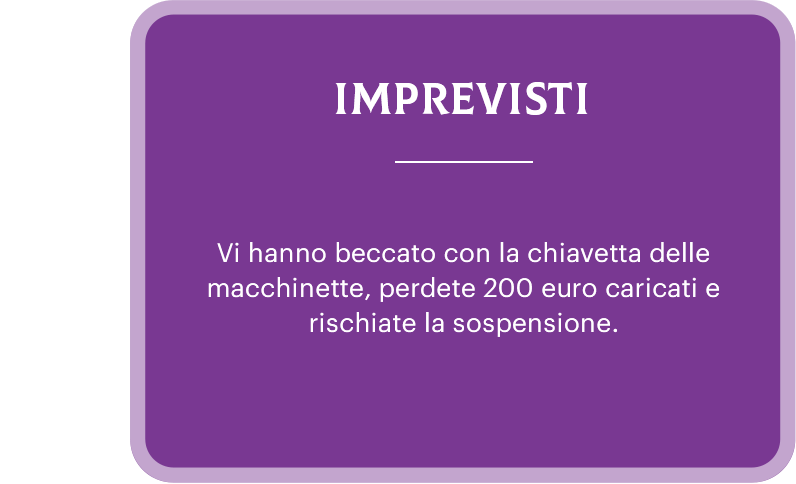 IMPREVISTI
Vi hanno beccato con la chiavetta delle
macchinette, perdete 200 euro caricati e
rischiate la sospensione.